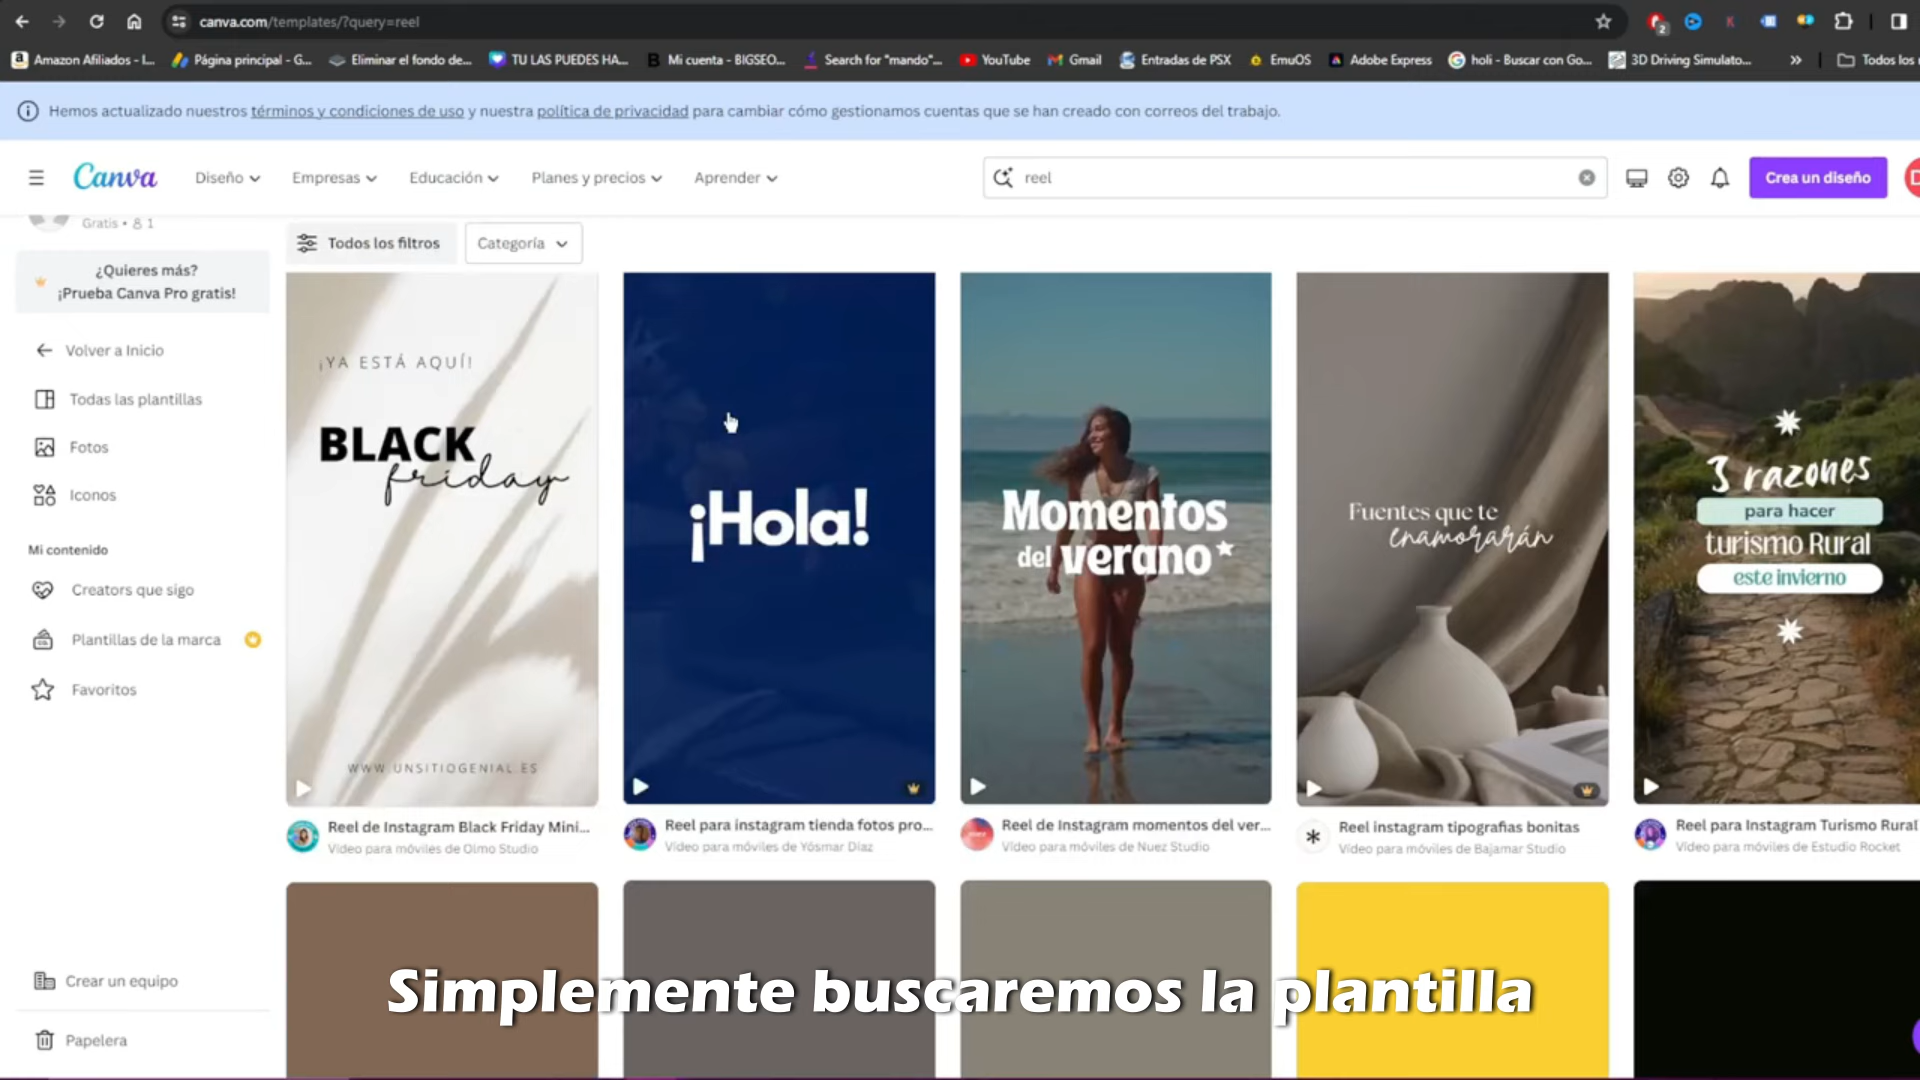 canva.com/templates/?query=reel
Amazon Afiliados - I...
Página principal - G...
Eliminar el fondo de...
TU LAS PUEDES HA...
Mi cuenta - BIGSEO...
Search for "mando"...
YouTube
Gmail
Entradas de PSX
EmuOS
Adobe Express
holi - Buscar con Go...
3D Driving Simulato...
»
Todos los
Hemos actualizado nuestros términos y condiciones de uso y nuestra política de privacidad para cambiar cómo gestionamos cuentas que se han creado con correos del trabajo.
Canva
Diseño
Empresas
Educación
Planes y precios
Aprender
reel
Crea un diseño
Gratis • 1
¿Quieres más?
¡Prueba Canva Pro gratis!
Volver a Inicio
Todas las plantillas
Fotos
Iconos
Mi contenido
Creators que sigo
Plantillas de la marca
Favoritos
Crear un equipo
Papelera
Todos los filtros
Categoría
¡YA ESTÁ AQUÍ!
BLACK
friday
WWW.UNSITIOGENIAL.ES
¡Hola!
Momentos
del verano
Fuentes que te
enamorarán
3 razones
para hacer
turismo Rural
este invierno
Reel de Instagram Black Friday Mini...
Vídeo para móviles de Olmo Studio
Reel para instagram tienda fotos pro...
Vídeo para móviles de Yósmar Díaz
Reel de Instagram momentos del ver...
Vídeo para móviles de Nuez Studio
Reel instagram tipografias bonitas
Vídeo para móviles de Bajamar Studio
Reel para Instagram Turismo Rural
Vídeo para móviles de Estudio Rocket
Simplemente buscaremos la plantilla